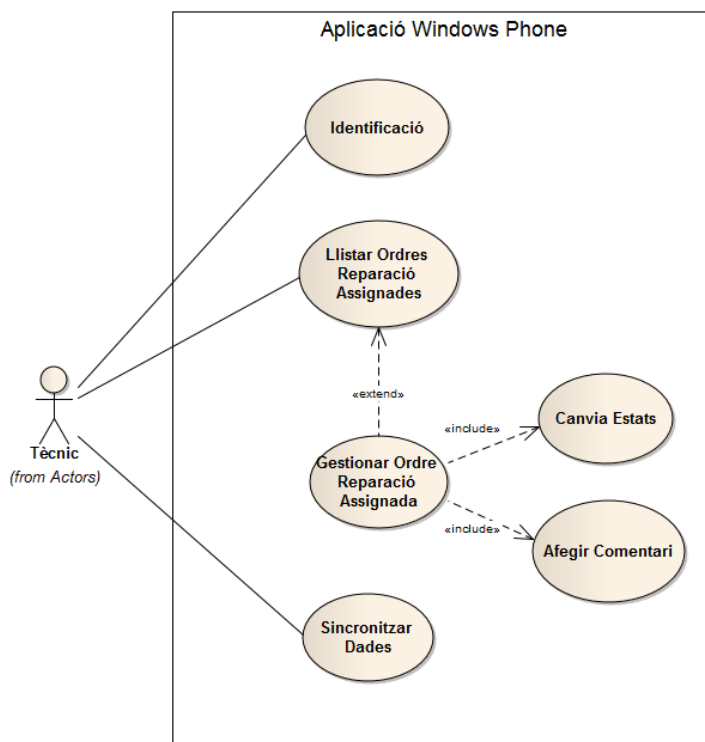 Aplicació Windows Phone
Identificació
Llistar Ordres
Reparació
Assignades
«extend»
Canvia Estats
«include»
Tècnic
(from Actors)
Gestionar Ordre
Reparació
Assignada
«include»
Afegir Comentari
Sincronitzar
Dades